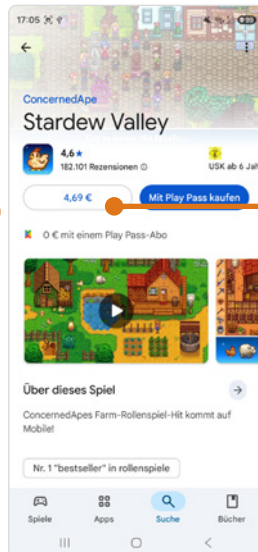 17:05
ConcernedApe
Stardew Valley
4,6★
182.101 Rezensionen
USK ab 6 Jah
4,69 €
Mit Play Pass kaufen
0 € mit einem Play Pass-Abo
Über dieses Spiel
ConcernedApes Farm-Rollenspiel-Hit kommt auf
Mobile!
Nr. 1 "bestseller" in rollenspiele
Spiele Apps Suche Bücher